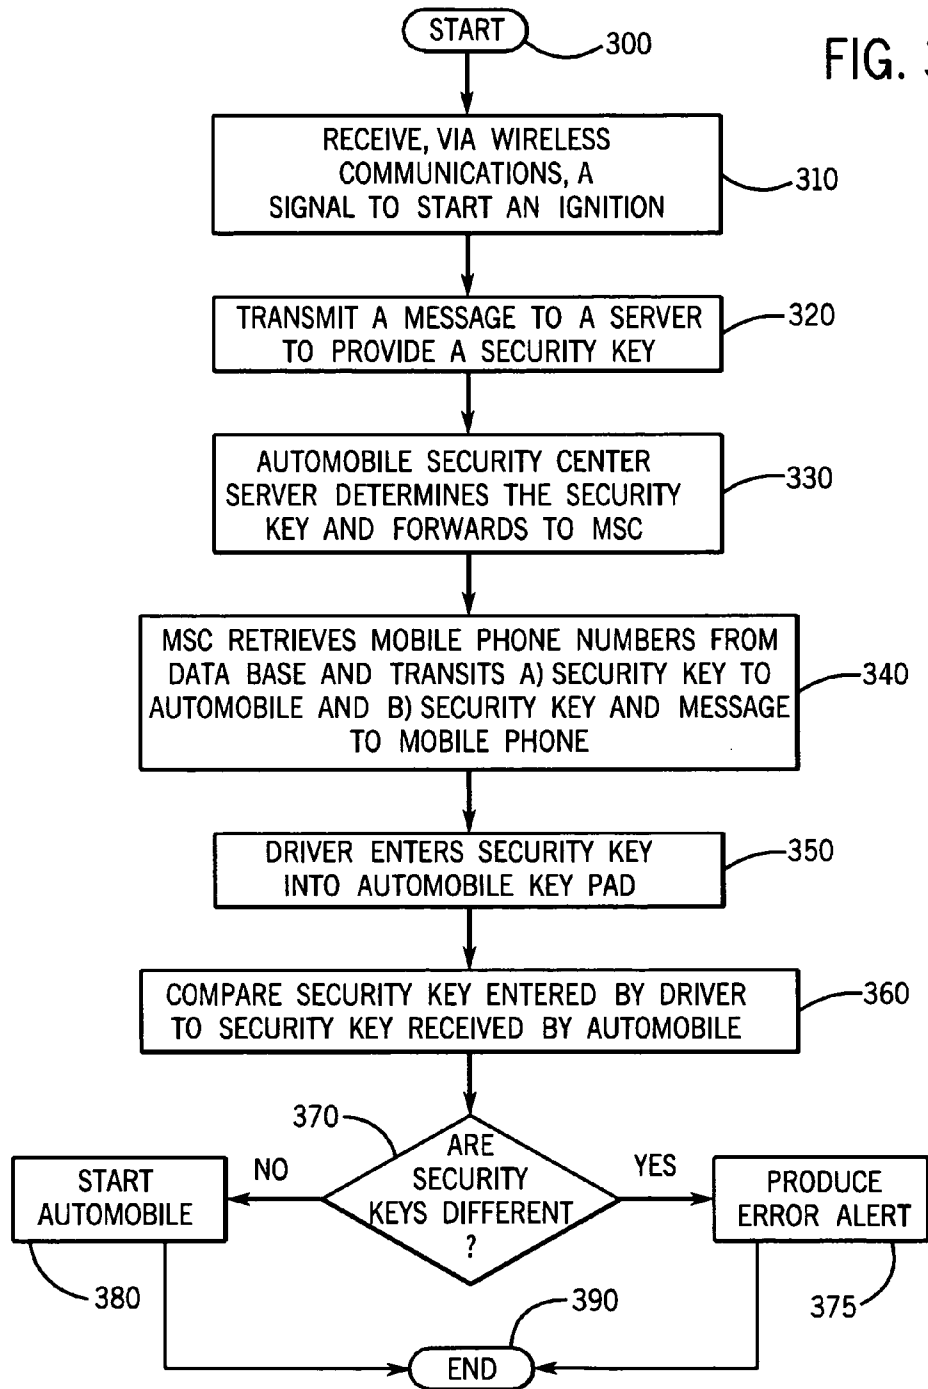 START
300
FIG. 3
RECEIVE, VIA WIRELESS
COMMUNICATIONS, A
SIGNAL TO START AN IGNITION
310
TRANSMIT A MESSAGE TO A SERVER
TO PROVIDE A SECURITY KEY
320
AUTOMOBILE SECURITY CENTER
SERVER DETERMINES THE SECURITY
KEY AND FORWARDS TO MSC
330
MSC RETRIEVES MOBILE PHONE NUMBERS FROM
DATA BASE AND TRANSITS A) SECURITY KEY TO
AUTOMOBILE AND B) SECURITY KEY AND MESSAGE
TO MOBILE PHONE
340
DRIVER ENTERS SECURITY KEY
INTO AUTOMOBILE KEY PAD
350
COMPARE SECURITY KEY ENTERED BY DRIVER
TO SECURITY KEY RECEIVED BY AUTOMOBILE
360
370
ARE
SECURITY
KEYS DIFFERENT
?
NO
YES
START
AUTOMOBILE
380
PRODUCE
ERROR ALERT
375
390
END